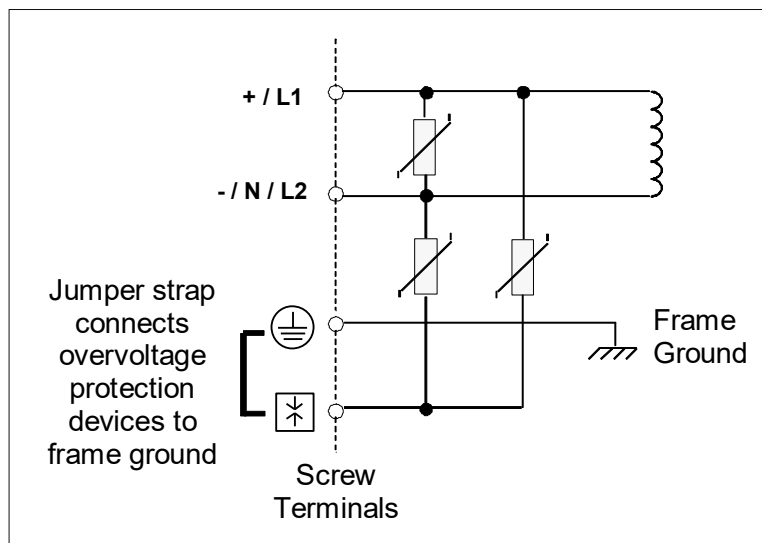 + / L1
- / N / L2
Jumper strap
connects
overvoltage
protection
devices to
frame ground
Frame
Ground
Screw
Terminals